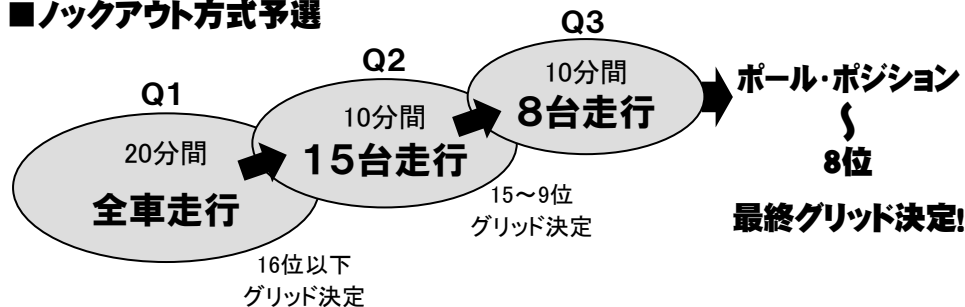 ■ノックアウト方式予選
Q1
20分間
全車走行
16位以下
グリッド決定
Q2
10分間
15台走行
15～9位
グリッド決定
Q3
10分間
8台走行
ポール・ポジション
～
8位
最終グリッド決定!